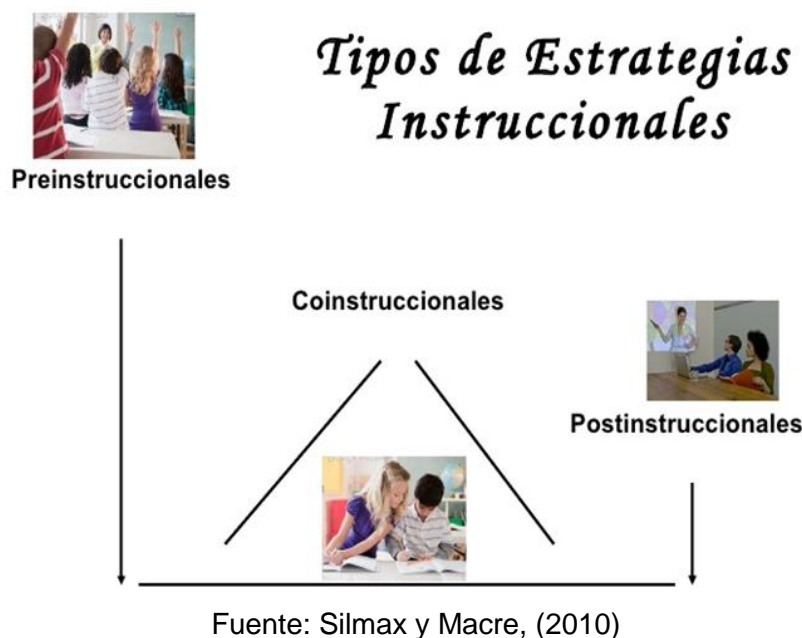 Tipos de Estrategias
Instruccionales
Preinstruccionales
Coinstruccionales
Postinstruccionales
Fuente: Silmax y Macre, (2010)